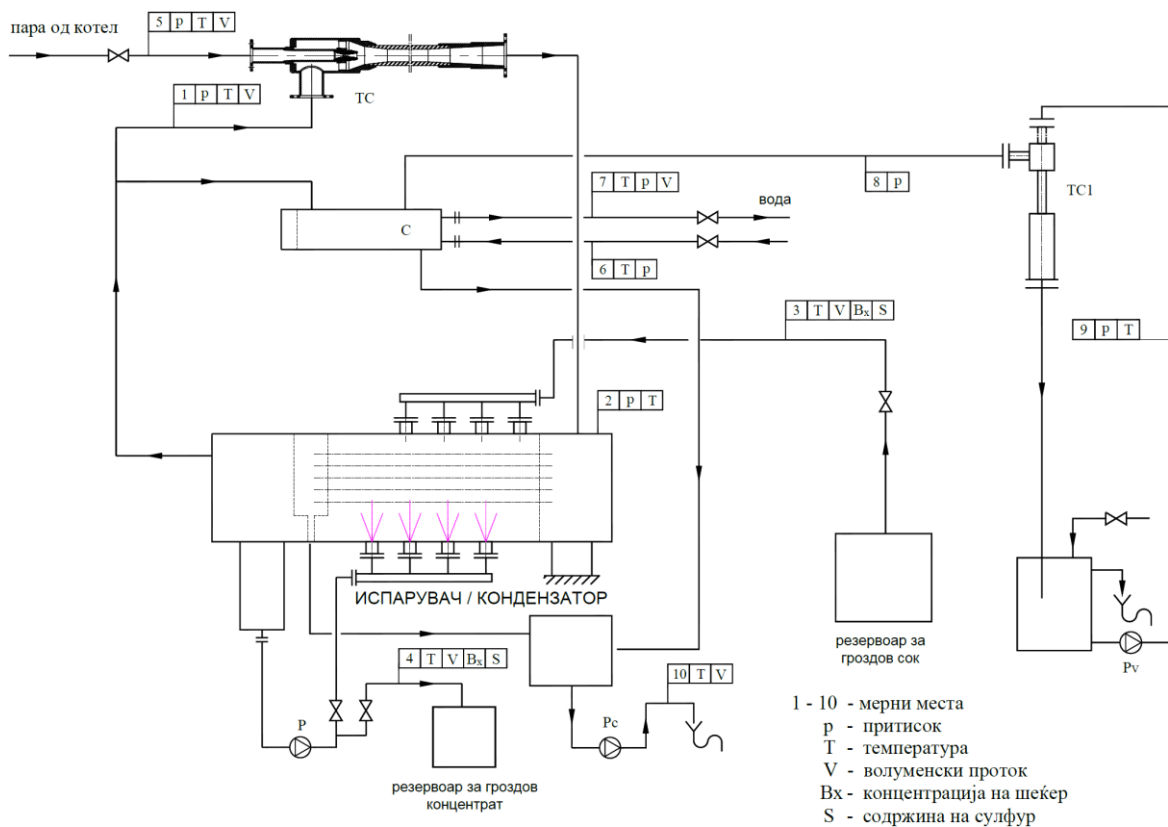 пара од котел
5 p T V
1 p T V
TC
7 T p V
8 p
TC1
вода
C
6 T p
3 T V Bx S
9 p T
2 p T
ИСПАРУВАЧ / КОНДЕНЗАТОР
резервоар за
гроздов сок
4 T V Bx S
10 T V
P
Pc
Pv
резервоар за гроздов
концентрат
1 - 10 - мерни места
p - притисок
T - температура
V - волуменски проток
Bx - концентрација на шеќер
S - содржина на сулфур